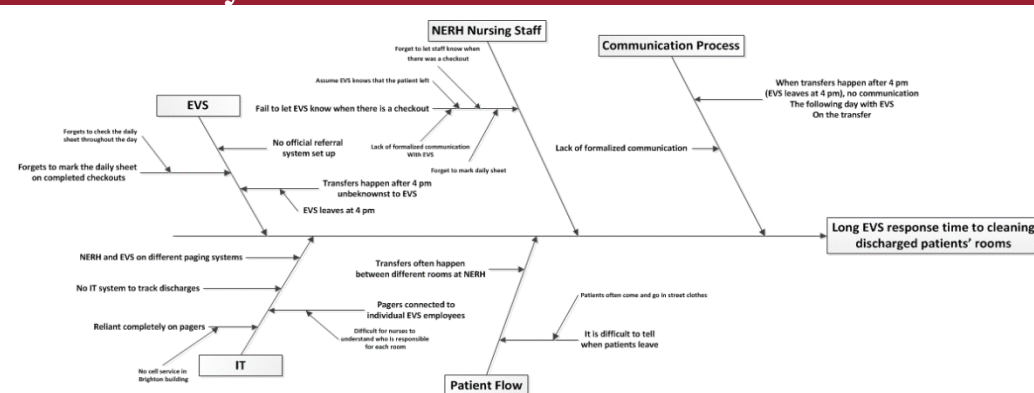 NERH Nursing Staff
Communication Process
Forget to let staff know when
there was a checkout
Assume EVS knows that the patient left
Fail to let EVS know when there is a checkout
Lack of formalized communication
With EVS
Forget to mark daily sheet
When transfers happen after 4 pm
(EVS leaves at 4 pm), no communication
The following day with EVS
On the transfer
Lack of formalized communication
EVS
Forgets to check the daily
sheet throughout the day
No official referral
system set up
Forgets to mark the daily sheet
on completed checkouts
Transfers happen after 4 pm
unbeknownst to EVS
EVS leaves at 4 pm
Long EVS response time to cleaning
discharged patients' rooms
NERH and EVS on different paging systems
No IT system to track discharges
Reliant completely on pagers
No cell service in
Brighton building
Pagers connected to
individual EVS employees
Difficult for nurses to
understand who is responsible
for each room
IT
Transfers often happen
between different rooms at NERH
Patients often come and go in street clothes
It is difficult to tell
when patients leave
Patient Flow